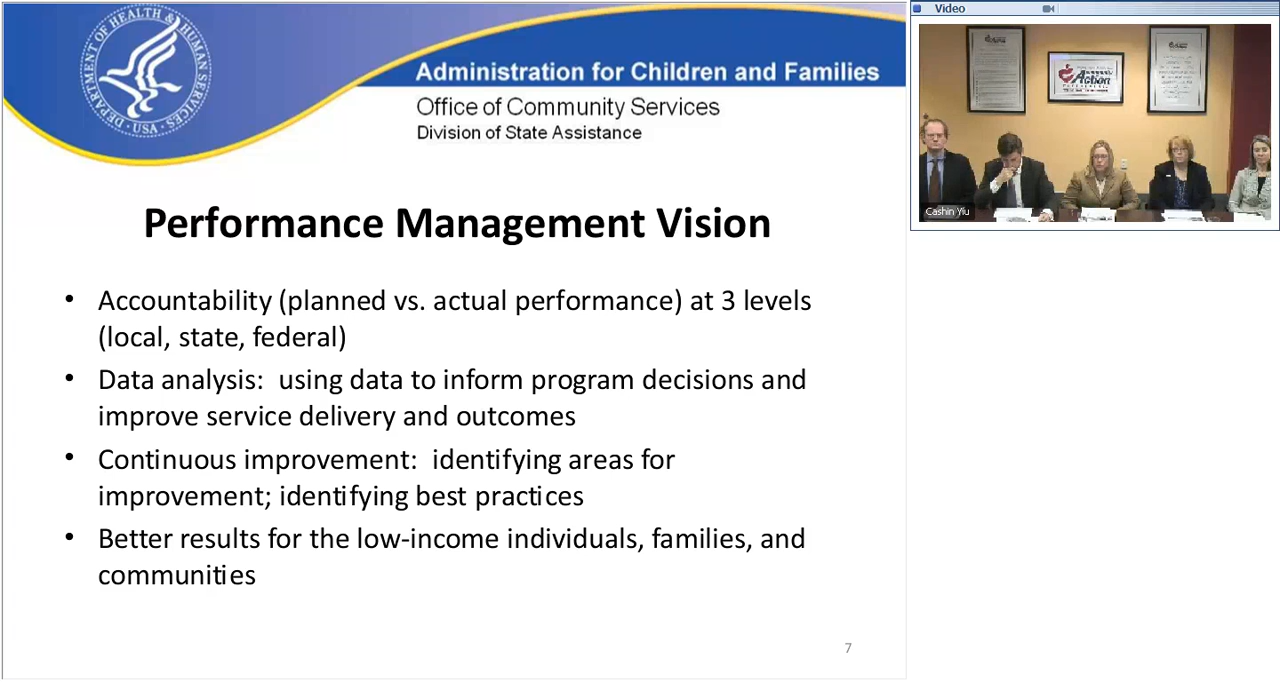 DEPARTMENT OF HEALTH & HUMAN SERVICES · USA
Administration for Children and Families
Office of Community Services
Division of State Assistance
Performance Management Vision
• Accountability (planned vs. actual performance) at 3 levels
(local, state, federal)
• Data analysis:  using data to inform program decisions and
improve service delivery and outcomes
• Continuous improvement:  identifying areas for
improvement; identifying best practices
• Better results for the low-income individuals, families, and
communities
7
Video
Action
Cashin Yiu